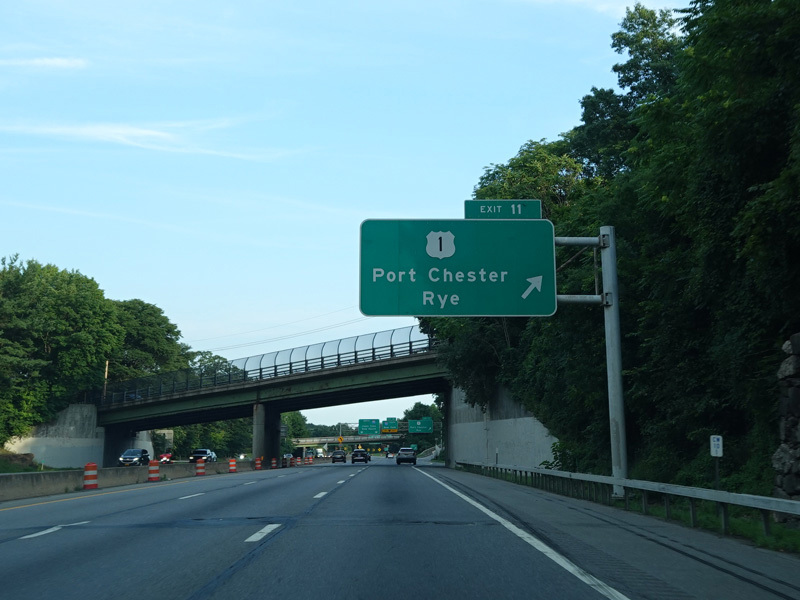 EXIT 11
1
Port Chester
Rye